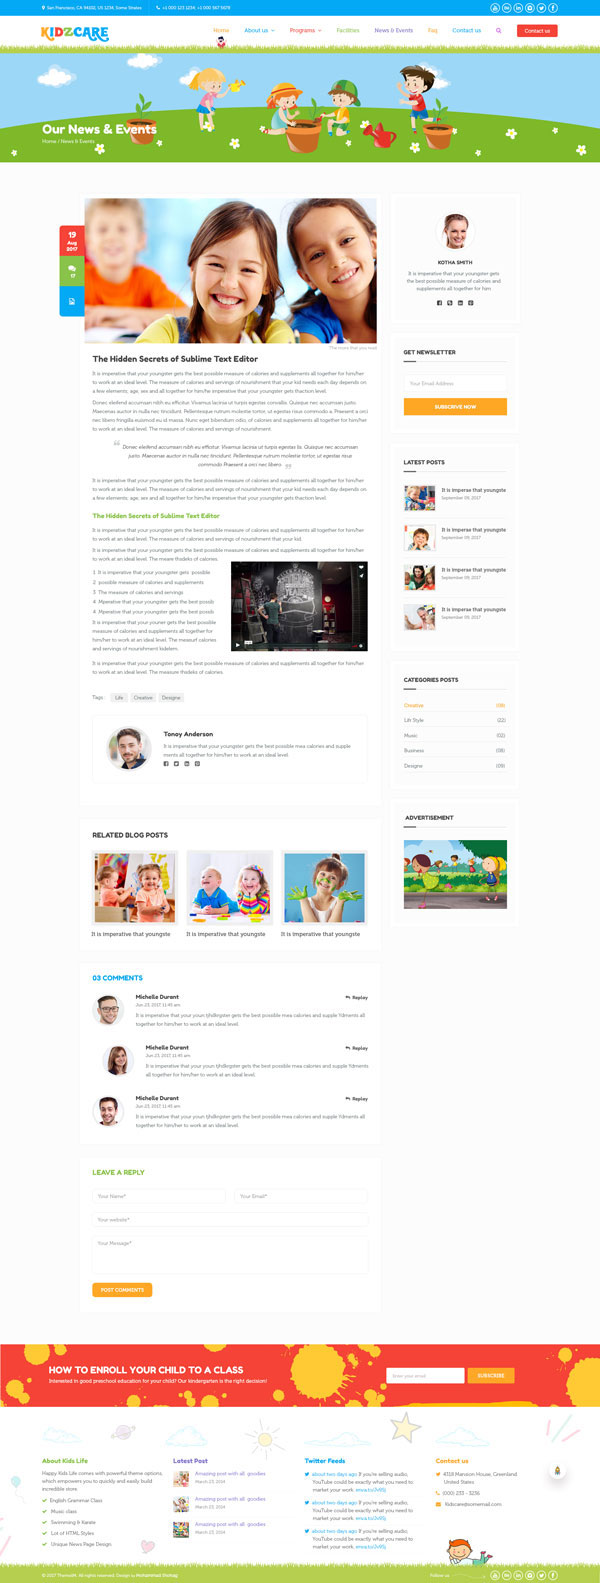 San Francisco, CA 94102, US 1234, Some Strales
+1 000 123 1234; +1 000 567 5679
KIDZCARE
Home About us Programs Facilities News & Events Faq Contact us
Contact us
Our News & Events
Home / News & Events
19
Aug
2017
17
The Hidden Secrets of Sublime Text Editor
It is imperative that your youngster gets the best possible measure of calories and supplements all together for him/her
to work at an ideal level. The measure of calories and servings of nourishment that your kid needs each day depends on
a few elements; age, sex and all together for him/he imperative that your youngster gets thaction level.
Donec eleifend accumsan nibh eu efficitur. Vivamus lacinia ut turpis egestas convallis. Quisque nec accumsan justo.
Maecenas auctor in nulla nec tincidunt. Pellentesque rutrum molestie tortor, ut egestas risus commodo a. Praesent a orci
nec libero fringilla euismod eu at massa. Nunc eget bibendum odio, of calories and supplements all together for him/her
to work at an ideal level. The measure of calories and servings of nourishment
Donec eleifend accumsan nibh eu efficitur. Vivamus lacinia ut turpis egestas lis. Quisque nec accumsan
justo. Maecenas auctor in nulla nec tincidunt. Pellentesque rutrum molestie tortor, ut egestas risus
commodo Praesent a orci nec libero.
It is imperative that your youngster gets the best possible measure of calories and supplements all together for him/her
to work at an ideal level. The measure of calories and servings of nourishment that your kid needs each day depends on
a few elements; age, sex and all together for him/he imperative that your youngster gets thaction level.
The Hidden Secrets of Sublime Text Editor
It is imperative that your youngster gets the best possible measure of calories and supplements all together for him/her
to work at an ideal level. The measure of calories and servings of nourishment that your kid.
It is imperative that your youngster gets the best possible measure of calories and supplements all together for him/her
to work at an ideal level. The measre thadeks of calories.
1 It is imperative that your youngster gets possible
2 possible measure of calories and supplements
3 The measure of calories and servings
4 Mperative that your youngster gets the best possib
4 Mperative that your youngster gets the best possib
It is imperative that your youner gets the possible
measure of calories and supplements all together for
him/her to work at an ideal level. The measurt calories
and servings of nourishment kidelem.
It is imperative that your youngster gets the best possible measure of calories and supplements all together for him/her
to work at an ideal level. The measure thadeks of calories.
Tags : Life Creative Designe
Tonoy Anderson
It is imperative that your youngster gets the best possible mea calories and supple
ments all together for him/her to work at an ideal level.
RELATED BLOG POSTS
It is imperative that youngste
It is imperative that youngste
It is imperative that youngste
03 COMMENTS
Michelle Durant
Replay
Jun 23, 2017, 11:45 am
It is imperative that your youn tjhdkngster gets the best possible mea calories and supple Ydments all
together for him/her to work at an ideal level.
Michelle Durant
Replay
Jun 23, 2017, 11:45 am
It is imperative that your youn tjhdkngster gets the best possible mea calories and supple Ydments
all together for him/her to work at an ideal level.
Michelle Durant
Replay
Jun 23, 2017, 11:45 am
It is imperative that your youn tjhdkngster gets the best possible mea calories and supple Ydments all
together for him/her to work at an ideal level.
LEAVE A REPLY
Your Name*
Your Email*
Your website*
Your Message*
POST COMMENTS
KOTHA SMITH
It is imperative that your youngster gets
the best possible measure of calories and
supplements all together for him
GET NEWSLETTER
Your Email Address
SUBSCRIVE NOW
LATEST POSTS
It is imperae that youngste
September 09, 2017
It is imperae that youngste
September 09, 2017
It is imperae that youngste
September 09, 2017
It is imperae that youngste
September 09, 2017
CATEGORIES POSTS
Creative (19)
Lift Style (22)
Music (02)
Business (08)
Designe (09)
ADVERTISEMENT
HOW TO ENROLL YOUR CHILD TO A CLASS
Interested in good preschool education for your child? Our kindergarten is the right decision!
Enter your email
SUBSCRIBE
About Kids Life
Happy Kids Life comes with powerful theme options,
which empowers you to quickly and easily build
incredible store.
English Grammar Class
Music class
Swimming & Karate
Lot of HTML Styles
Unique News Page Design
Latest Post
Amazing post with all goodies
March 23, 2014
Amazing post with all goodies
March 23, 2014
Amazing post with all goodies
March 23, 2014
Twitter Feeds
about two days ago If you're selling audio,
YouTube could be exactly what you need to
market your work.
about two days ago If you're selling audio,
YouTube could be exactly what you need to
market your work.
about two days ago If you're selling audio,
YouTube could be exactly what you need to
market your work.
Contact us
4718 Mansion House, Greenland
United States
(000) 233 - 3236
Kidzcare@somemail.com
Follow us